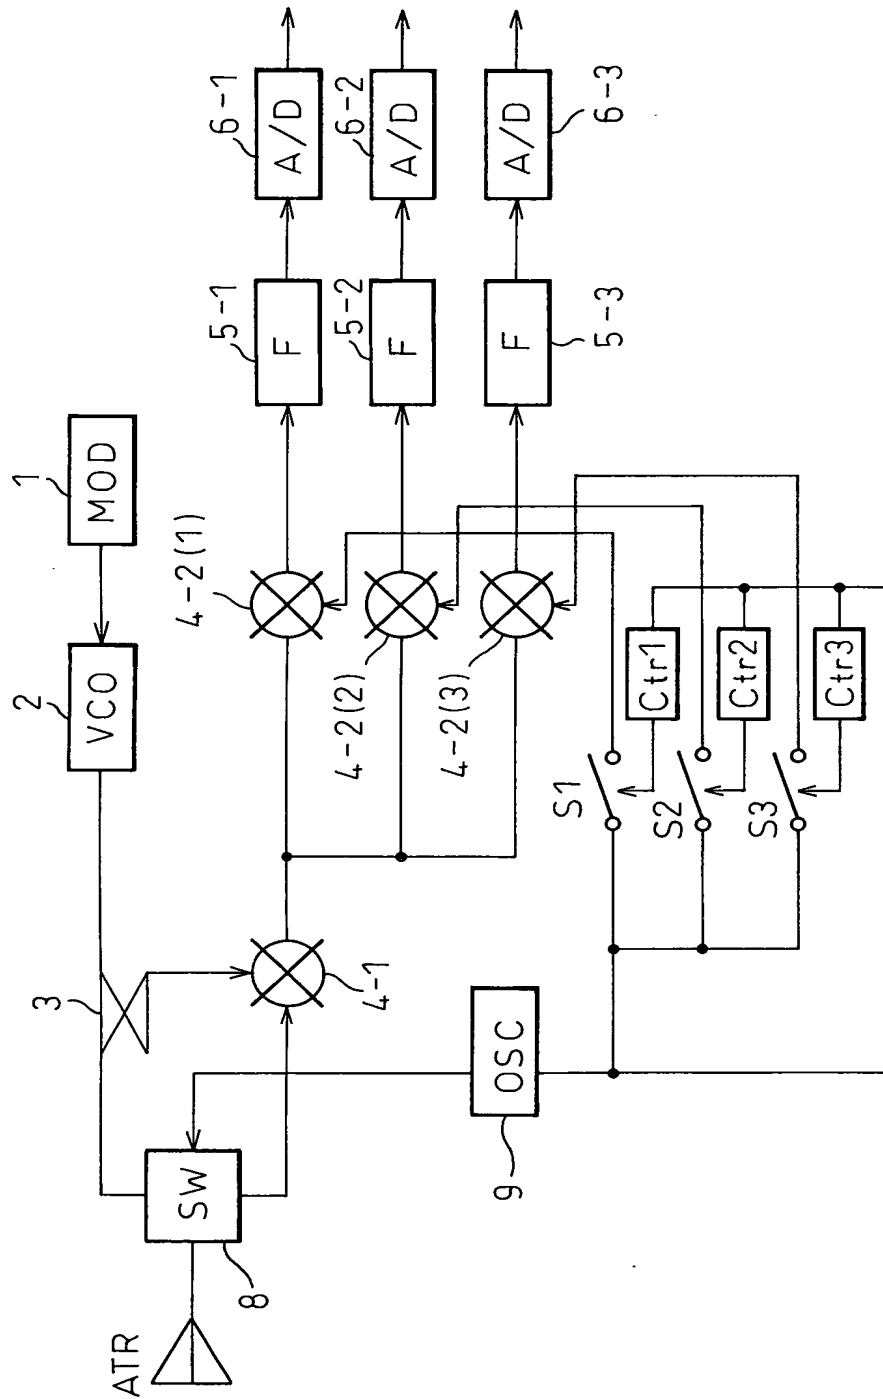 ATR
8
SW
3
2
VCO
1
MOD
4-1
9
OSC
4-2(1)
4-2(2)
4-2(3)
5-1
F
5-2
F
5-3
F
6-1
A/D
6-2
A/D
6-3
A/D
S1
Ctr1
S2
Ctr2
S3
Ctr3